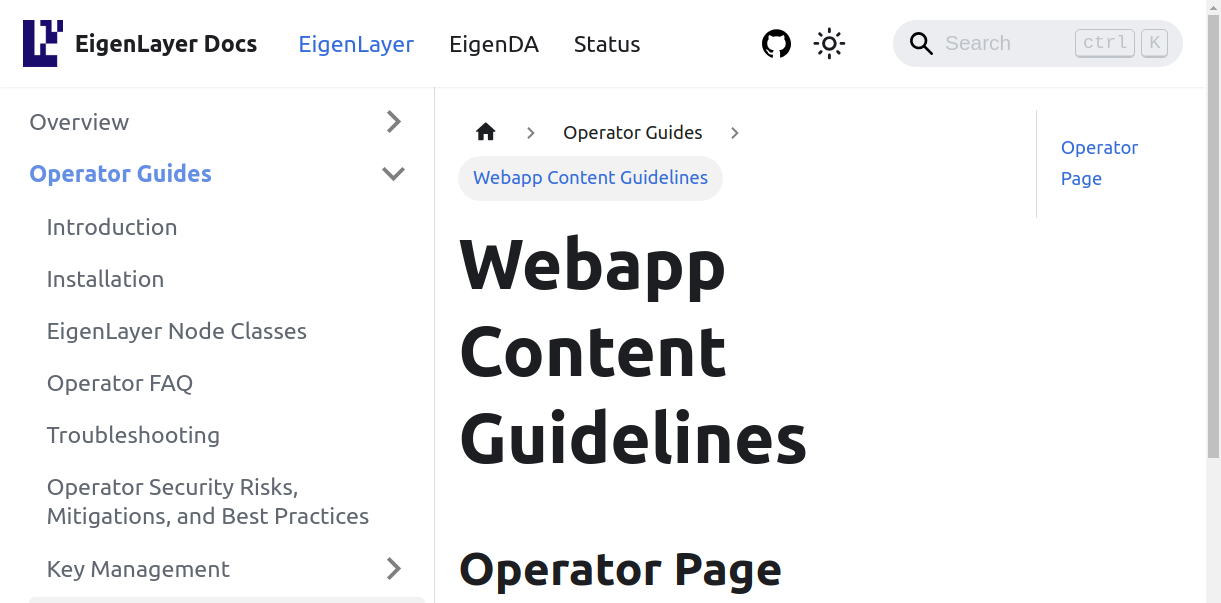 EigenLayer Docs
EigenLayer
EigenDA
Status
Search
ctrl
K
Overview
Operator Guides
Introduction
Installation
EigenLayer Node Classes
Operator FAQ
Troubleshooting
Operator Security Risks,
Mitigations, and Best Practices
Key Management
Operator Guides
Webapp Content Guidelines
Webapp
Content
Guidelines
Operator Page
Operator
Page